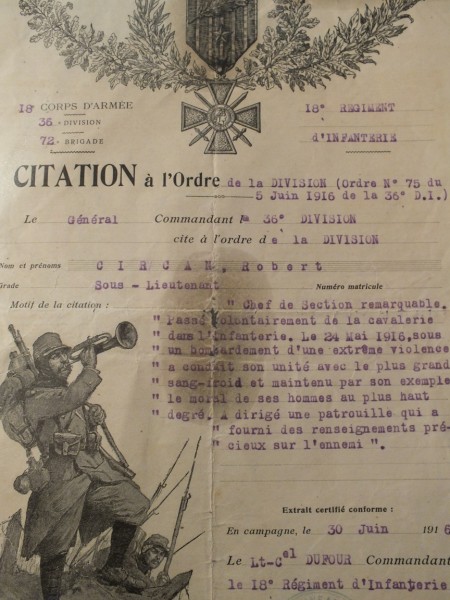 18e CORPS D'ARMÉE
36e DIVISION
72e BRIGADE
18e REGIMENT
d'INFANTERIE
CITATION à l'Ordre de la DIVISION (Ordre N° 75 du
5 Juin 1916 de la 36e D.I.)
Le Général Commandant la 36e DIVISION
cite à l'ordre de la DIVISION
Nom et prénoms CIRCAN, Robert
Grade Sous - Lieutenant Numéro matricule
Motif de la citation : " Chef de Section remarquable.
" Passé volontairement de la cavalerie
" dans l'infanterie. Le 24 Mai 1916, sous
" un bombardement d'une extrême violence
" a conduit son unité avec le plus grand
" sang-froid et maintenu par son exemple
" le moral de ses hommes au plus haut
" degré. A dirigé une patrouille qui a
" fourni des renseignements pré-
" cieux sur l'ennemi ".
Extrait certifié conforme :
En campagne, le 30 Juin 1916
Le Lt-Cel DUFOUR Commandant
le 18e Régiment d'Infanterie